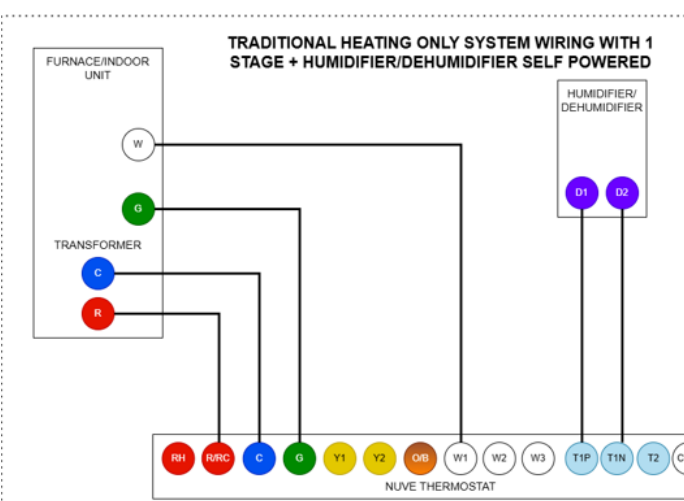 TRADITIONAL HEATING ONLY SYSTEM WIRING WITH 1
STAGE + HUMIDIFIER/DEHUMIDIFIER SELF POWERED
FURNACE/INDOOR
UNIT
W
G
TRANSFORMER
C
R
HUMIDIFIER/
DEHUMIDIFIER
D1 D2
RH R/RC C G Y1 Y2 O/B W1 W2 W3 T1P T1N T2 C
NUVE THERMOSTAT